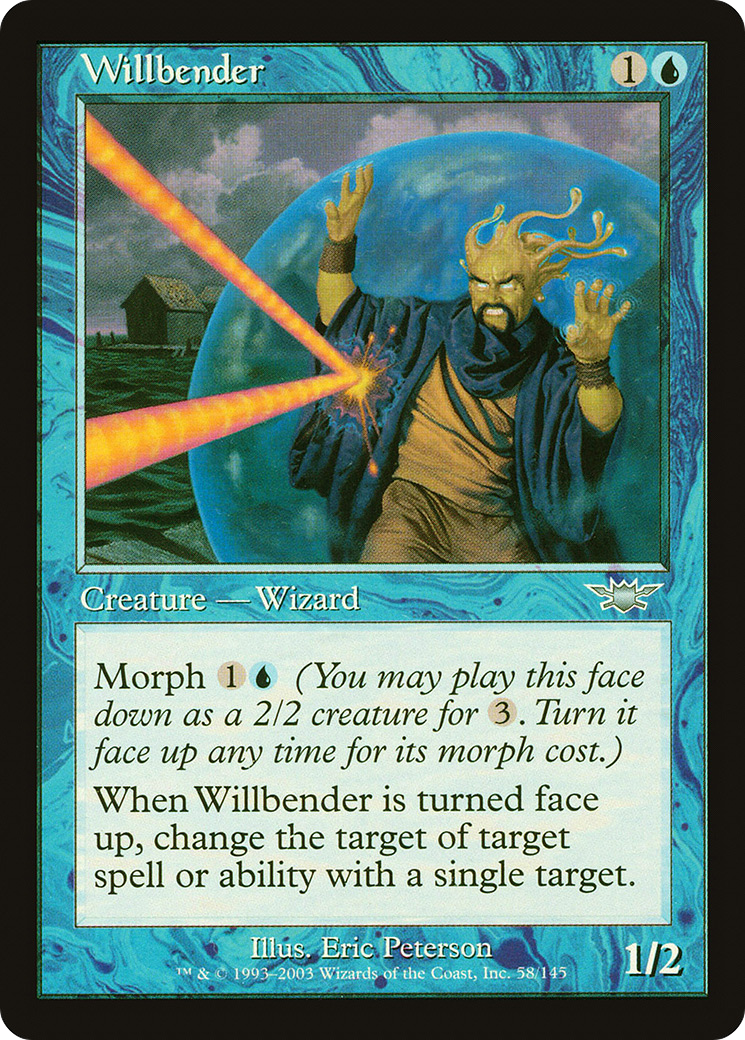 Willbender 1
Creature — Wizard
Morph 1 (You may play this face
down as a 2/2 creature for 3. Turn it
face up any time for its morph cost.)
When Willbender is turned face
up, change the target of target
spell or ability with a single target.
Illus. Eric Peterson
™ & © 1993-2003 Wizards of the Coast, Inc. 58/145
1/2